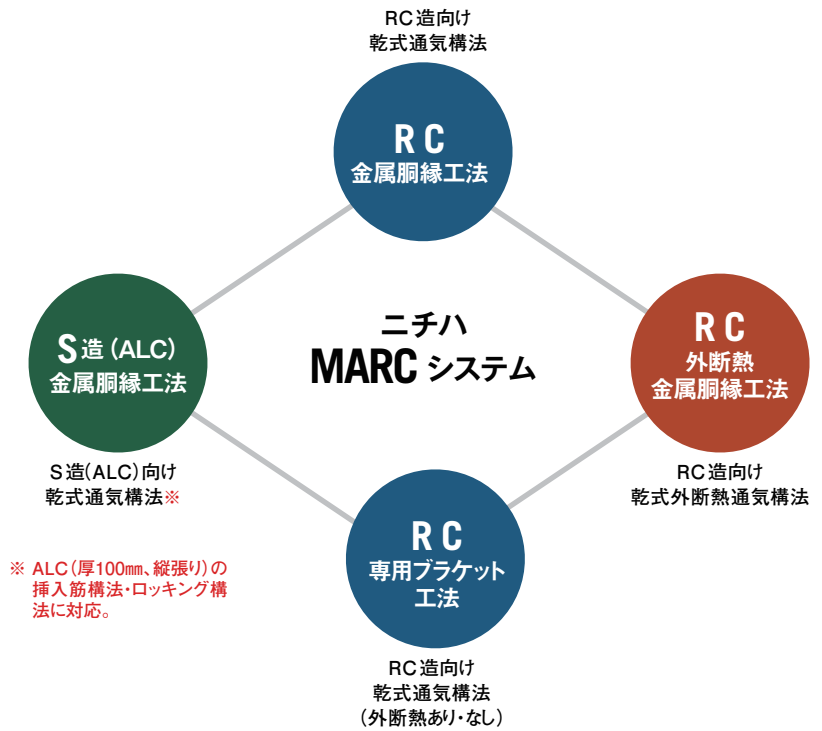 RC造向け
乾式通気構法
RC
金属胴縁工法
ニチハ
MARC システム
S造(ALC)
金属胴縁工法
S造(ALC)向け
乾式通気構法※
※ ALC(厚100㎜、縦張り)の
挿入筋構法・ロッキング構
法に対応。
RC
外断熱
金属胴縁工法
RC造向け
乾式外断熱通気構法
RC
専用ブラケット
工法
RC造向け
乾式通気構法
(外断熱あり・なし)